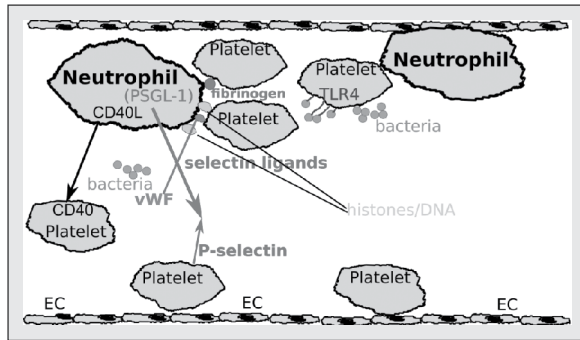 Platelet
Neutrophil
Platelet
Neutrophil
(PSGL-1)
TLR4
fibrinogen
CD40L
Platelet
bacteria
selectin ligands
bacteria
vWF
histones/DNA
CD40
Platelet
P-selectin
Platelet
Platelet
EC
EC
EC